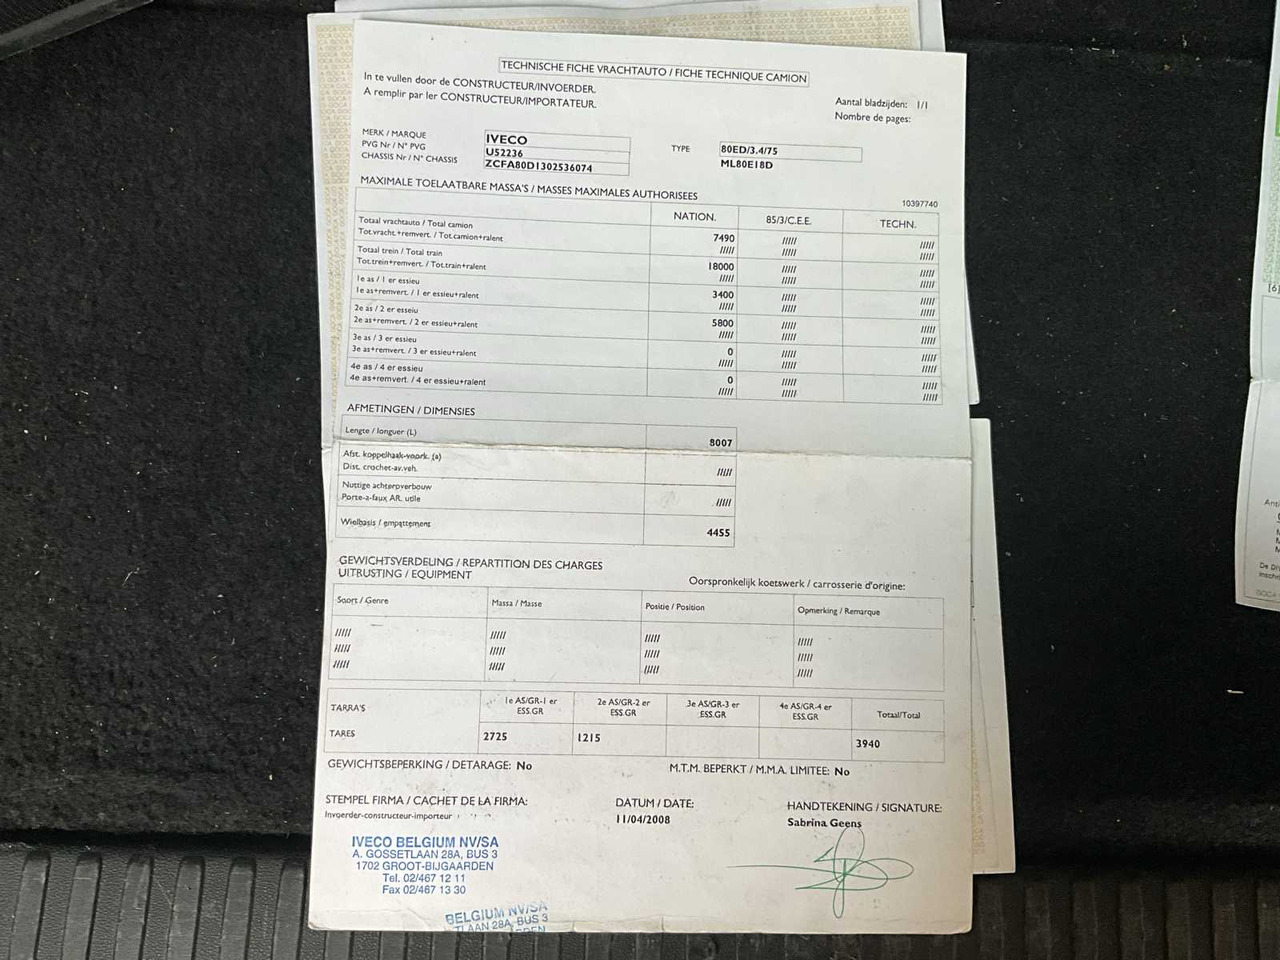 TECHNISCHE FICHE VRACHTAUTO / FICHE TECHNIQUE CAMION
In te vullen door de CONSTRUCTEUR/INVOERDER.
A remplir par ler CONSTRUCTEUR/IMPORTATEUR.
Aantal bladzijden: 1/1
Nombre de pages:
MERK / MARQUE IVECO
PVG Nr / N° PVG U52236
CHASSIS Nr / N° CHASSIS ZCFA80D1302536074
TYPE 80ED/3.4/75
ML80E18D
MAXIMALE TOELAATBARE MASSA'S / MASSES MAXIMALES AUTHORISEES
10397740
NATION. 85/3/C.E.E. TECHN.
Totaal vrachtauto / Total camion 7490 ///// /////
Tot.vracht.+remvert. / Tot.camion+ralent ///// ///// /////
Totaal trein / Total train 18000 ///// /////
Tot.trein+remvert. / Tot.train+ralent ///// ///// /////
1e as / 1 er essieu 3400 ///// /////
1e as+remvert. / 1 er essieu+ralent ///// ///// /////
2e as / 2 er esseiu 5800 ///// /////
2e as+remvert. / 2 er essieu+ralent ///// ///// /////
3e as / 3 er essieu 0 ///// /////
3e as+remvert. / 3 er essieu+ralent ///// ///// /////
4e as / 4 er essieu 0 ///// /////
4e as+remvert. / 4 er essieu+ralent ///// ///// /////
AFMETINGEN / DIMENSIES
Lengte / longuer (L) 8007
Afst. koppelhaak-voork. (a)
Dist. crochet-av.veh. /////
Nuttige achterpverbouw
Porte-a-faux AR. utile /////
Wielbasis / empattement 4455
GEWICHTSVERDELING / REPARTITION DES CHARGES
UITRUSTING / EQUIPMENT
Oorspronkelijk koetswerk / carrosserie d'origine:
Soort / Genre Massa / Masse Positie / Position Opmerking / Remarque
///// ///// ///// /////
///// ///// ///// /////
///// ///// ///// /////
TARRA'S 1e AS/GR-1 er ESS.GR 2e AS/GR-2 er ESS.GR 3e AS/GR-3 er ESS.GR 4e AS/GR-4 er ESS.GR Totaal/Total
TARES 2725 1215 3940
GEWICHTSBEPERKING / DETARAGE: No
M.T.M. BEPERKT / M.M.A. LIMITEE: No
STEMPEL FIRMA / CACHET DE LA FIRMA:
Invoerder-constructeur-importeur
DATUM / DATE:
11/04/2008
HANDTEKENING / SIGNATURE:
Sabrina Geens
IVECO BELGIUM NV/SA
A. GOSSETLAAN 28A, BUS 3
1702 GROOT-BIJGAARDEN
Tel. 02/467 12 11
Fax 02/467 13 30
BELGIUM NV/SA
TLAAN 28A, BUS 3